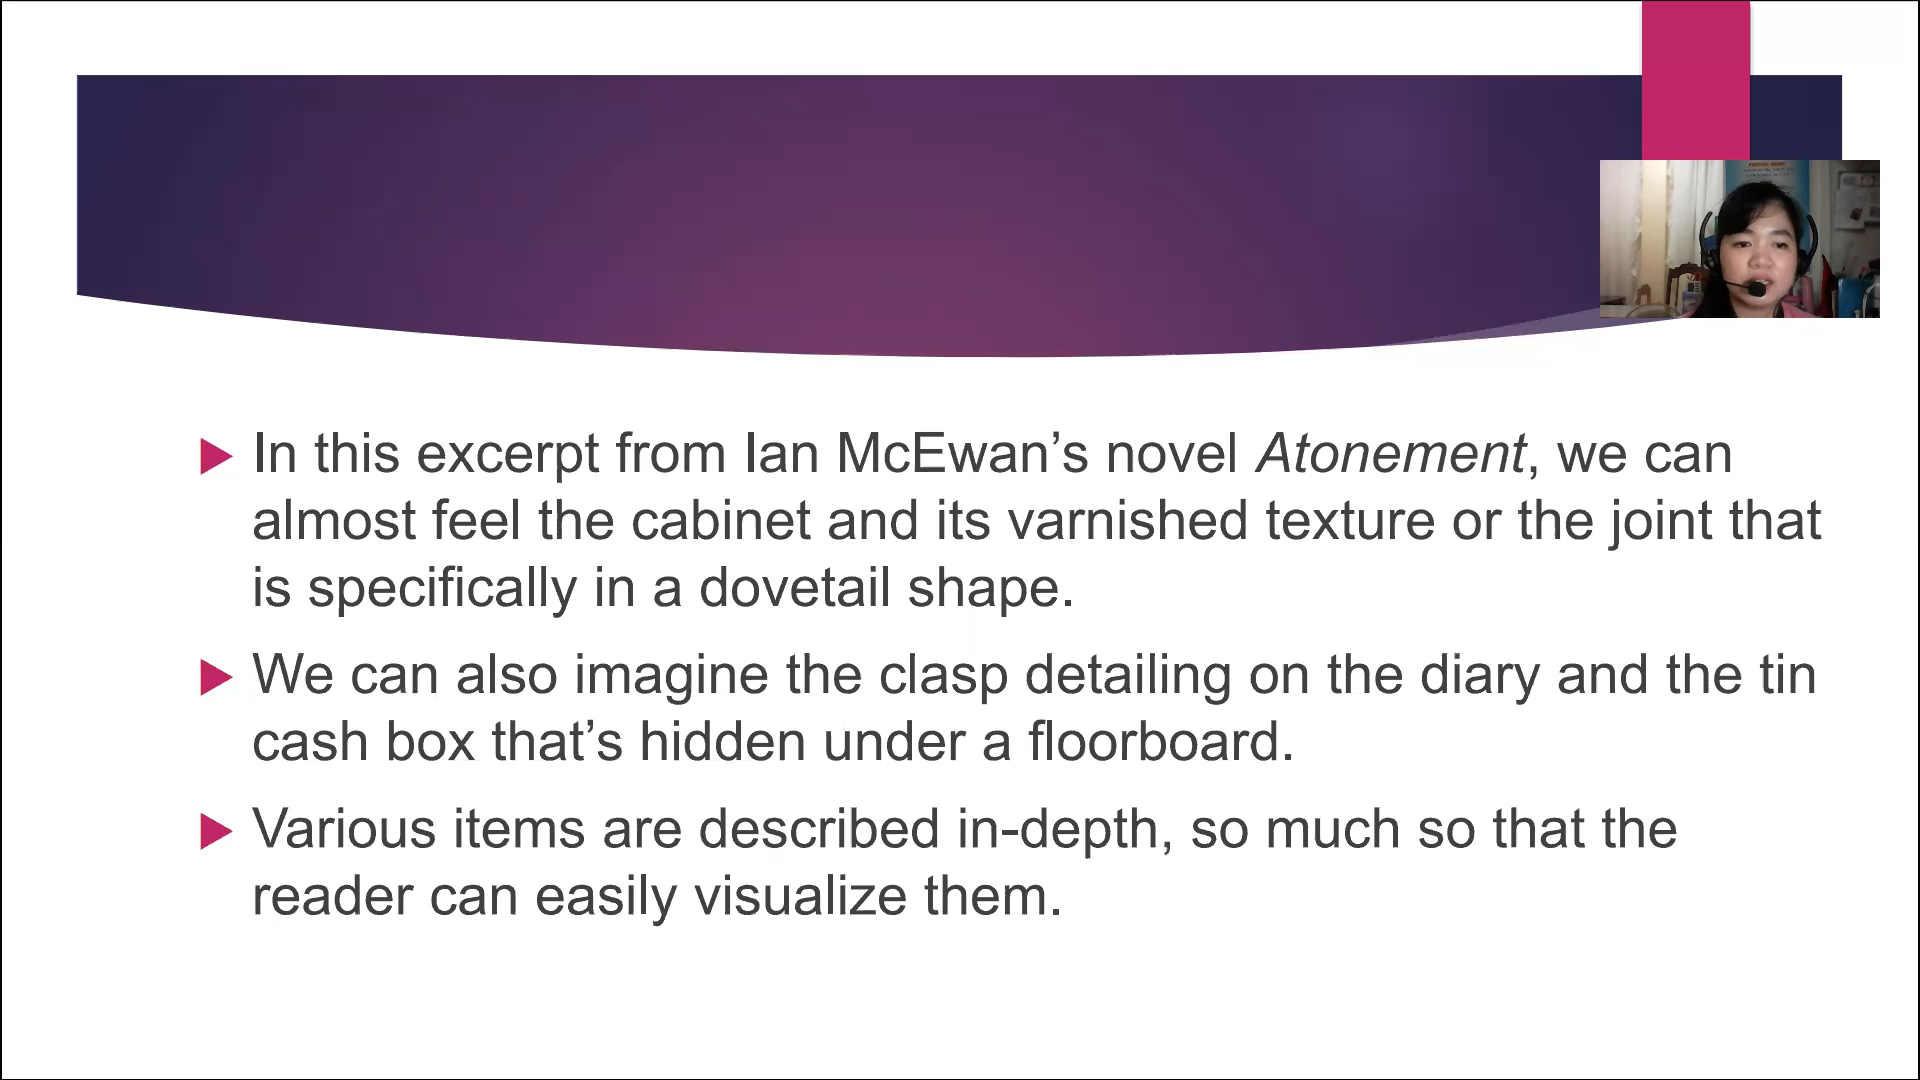 In this excerpt from Ian McEwan’s novel Atonement, we can
almost feel the cabinet and its varnished texture or the joint that
is specifically in a dovetail shape.
We can also imagine the clasp detailing on the diary and the tin
cash box that’s hidden under a floorboard.
Various items are described in-depth, so much so that the
reader can easily visualize them.